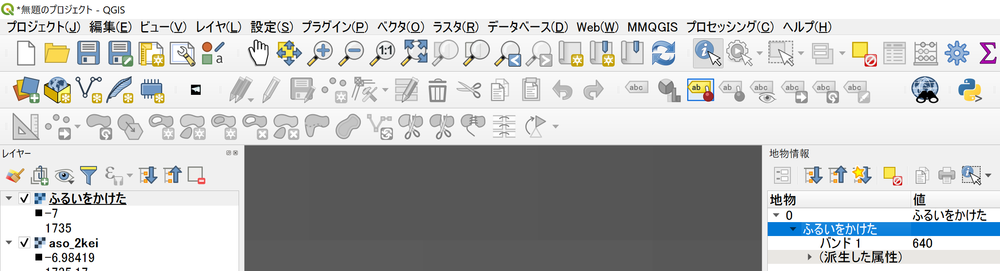 *無題のプロジェクト - QGIS
プロジェクト(J) 編集(E) ビュー(V) レイヤ(L) 設定(S) プラグイン(P) ベクタ(O) ラスタ(R) データベース(D) Web(W) MMQGIS プロセッシング(C) ヘルプ(H)
a 1:1
abc ab ab abc abc abc abc
レイヤー
ふるいをかけた
-7
1735
aso_2kei
-6.98419
1735.17
地物情報
地物 値
0 ふるいをかけた
ふるいをかけた
バンド 1 640
(派生した属性)